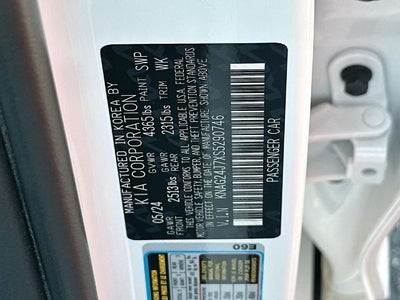 MANUFACTURED IN KOREA BY
KIA CORPORATION
05/24 GVWR 4365lbs PAINT SWP
GAWR FRONT 2513lbs GAWR REAR 2315lbs TRIM WK
THIS VEHICLE CONFORMS TO ALL APPLICABLE U.S.A. FEDERAL
MOTOR VEHICLE SAFETY BUMPER AND THEFT PREVENTION STANDARDS
IN EFFECT ON THE DATE OF MANUFACTURE SHOWN ABOVE
V.I.N KNAG24J77S5290746
PASSENGER CAR
E60